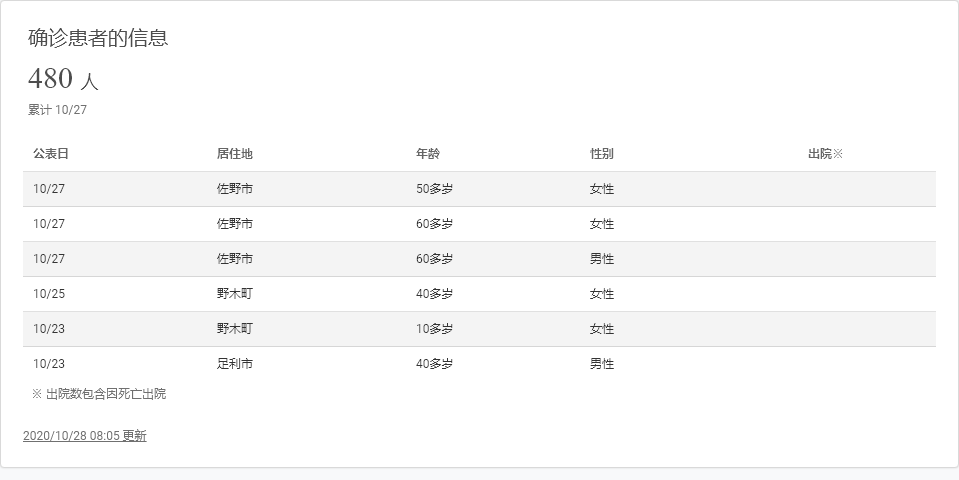 确诊患者的信息
480 人
累计 10/27
公表日 居住地 年龄 性别 出院※
10/27 佐野市 50多岁 女性
10/27 佐野市 60多岁 女性
10/27 佐野市 60多岁 男性
10/25 野木町 40多岁 女性
10/23 野木町 10多岁 女性
10/23 足利市 40多岁 男性
※ 出院数包含因死亡出院
2020/10/28 08:05 更新